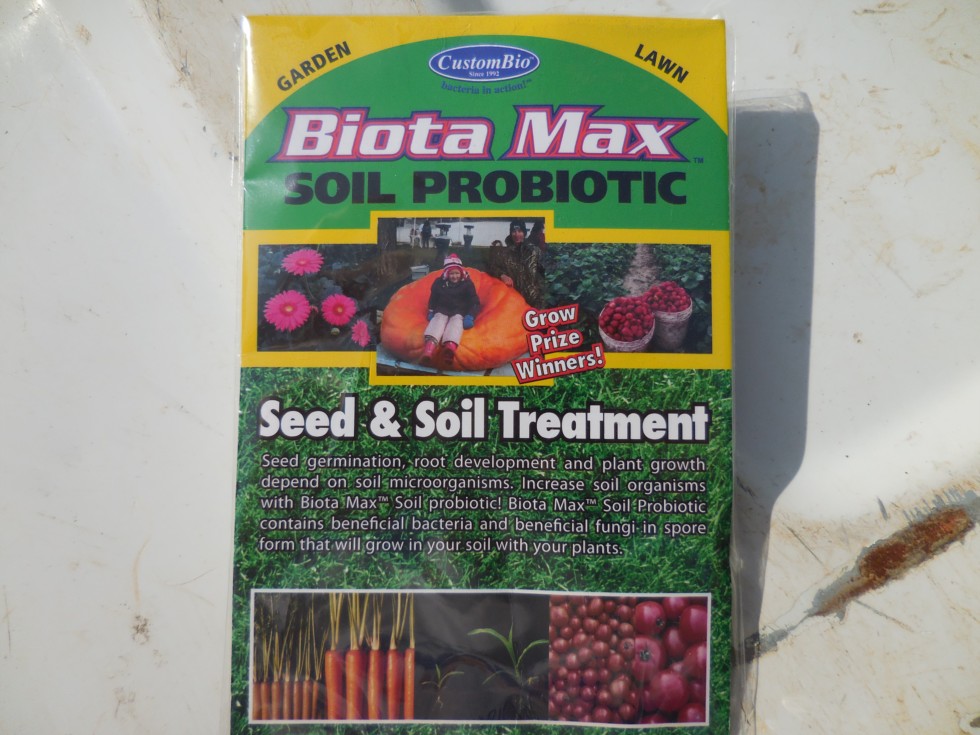 GARDEN
LAWN
CustomBio®
Since 1992
bacteria in action!™
Biota Max™
SOIL PROBIOTIC
Grow
Prize
Winners!
Seed & Soil Treatment
Seed germination, root development and plant growth
depend on soil microorganisms. Increase soil organisms
with Biota Max™ Soil probiotic! Biota Max™ Soil Probiotic
contains beneficial bacteria and beneficial fungi in spore
form that will grow in your soil with your plants.